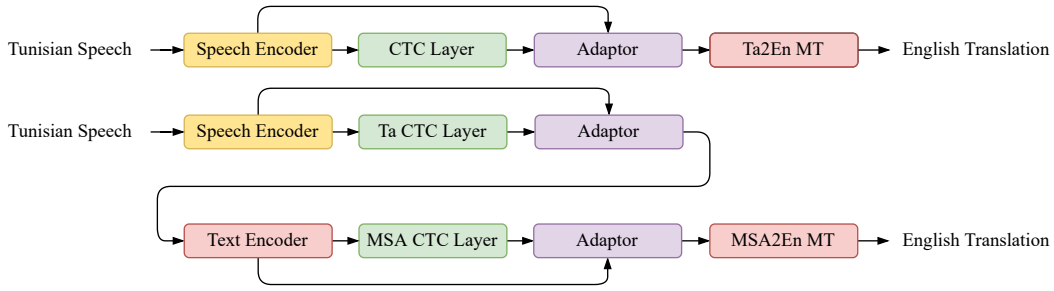 Tunisian Speech Speech Encoder CTC Layer Adaptor Ta2En MT English Translation
Tunisian Speech Speech Encoder Ta CTC Layer Adaptor
Text Encoder MSA CTC Layer Adaptor MSA2En MT English Translation